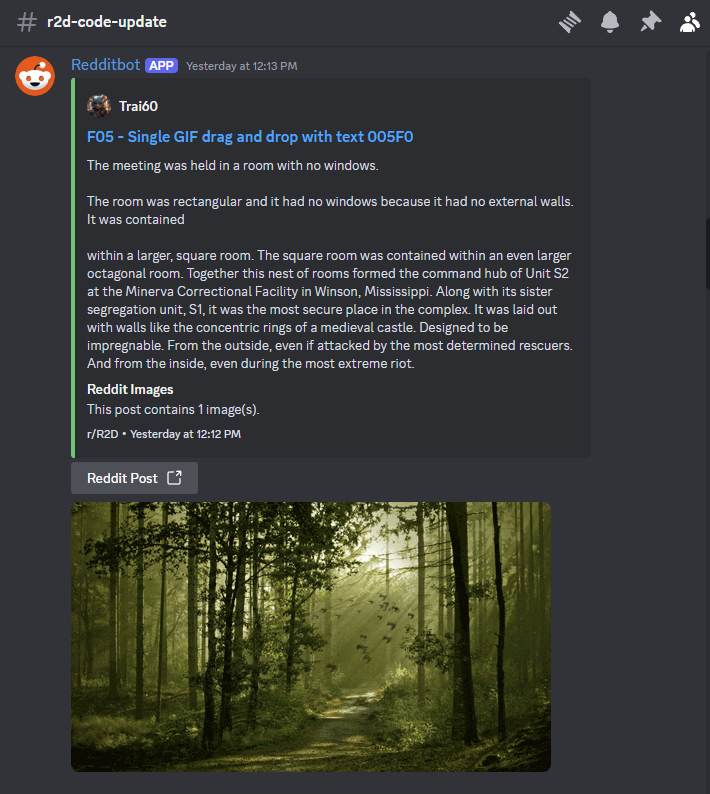 r2d-code-update
Redditbot APP Yesterday at 12:13 PM
Trai60
F05 - Single GIF drag and drop with text 005F0
The meeting was held in a room with no windows.
The room was rectangular and it had no windows because it had no external walls.
It was contained
within a larger, square room. The square room was contained within an even larger
octagonal room. Together this nest of rooms formed the command hub of Unit S2
at the Minerva Correctional Facility in Winson, Mississippi. Along with its sister
segregation unit, S1, it was the most secure place in the complex. It was laid out
with walls like the concentric rings of a medieval castle. Designed to be
impregnable. From the outside, even if attacked by the most determined rescuers.
And from the inside, even during the most extreme riot.
Reddit Images
This post contains 1 image(s).
r/R2D • Yesterday at 12:12 PM
Reddit Post